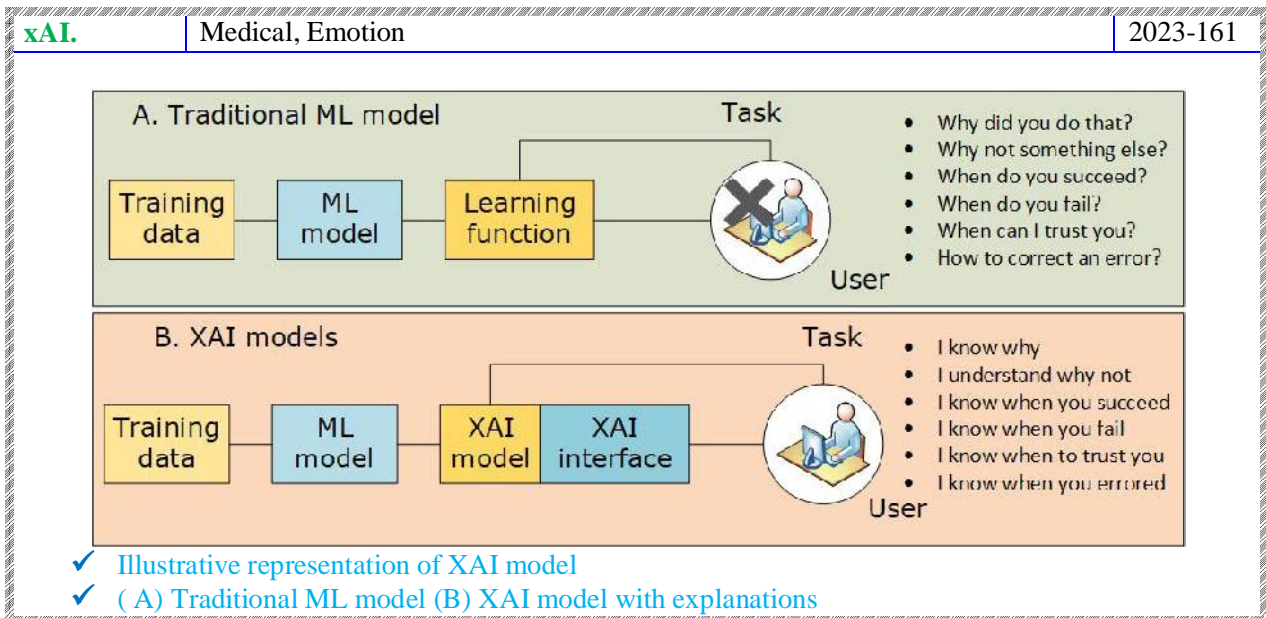 xAI. Medical, Emotion 2023-161
A. Traditional ML model
Task
Training
data
ML
model
Learning
function
User
• Why did you do that?
• Why not something else?
• When do you succeed?
• When do you fail?
• When can I trust you?
• How to correct an error?
B. XAI models
Task
Training
data
ML
model
XAI
model
XAI
interface
User
• I know why
• I understand why not
• I know when you succeed
• I know when you fail
• I know when to trust you
• I know when you errored
✓ Illustrative representation of XAI model
✓ ( A) Traditional ML model (B) XAI model with explanations